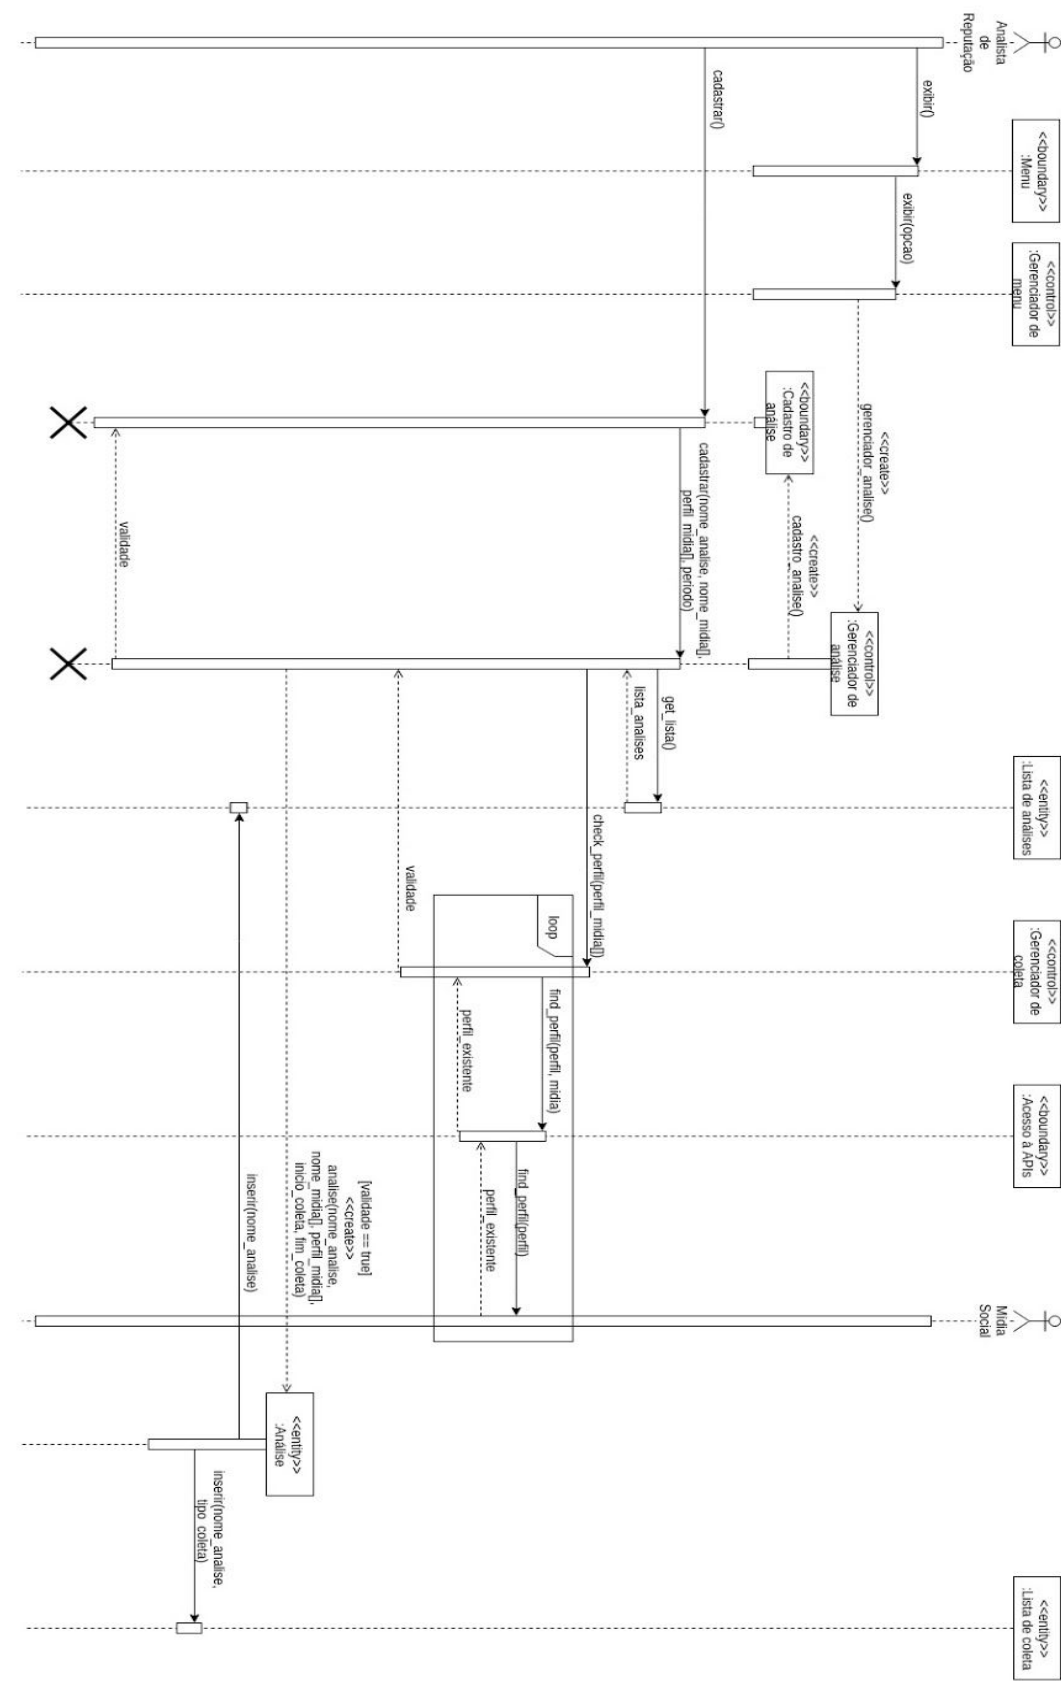 Analista
de
Reputação
<<boundary>>
:Menu
<<control>>
:Gerenciador de
menu
<<boundary>>
:Cadastro de
análise
<<control>>
:Gerenciador de
análise
<<entity>>
:Lista de análises
<<control>>
:Gerenciador de
coleta
<<boundary>>
:Acesso à APIs
Mídia
Social
<<entity>>
:Análise
<<entity>>
:Lista de coleta
exibir()
exibir(opcao)
<<create>>
gerenciador_analise()
<<create>>
cadastro_analise()
cadastrar()
cadastrar(nome_analise, nome_midia[],
perfil_midia[], periodo)
get_lista()
lista_analises
check_perfil(perfil_midia[])
loop
find_perfil(perfil, midia)
find_perfil(perfil)
perfil_existente
perfil_existente
validade
[validade == true]
<<create>>
analise(nome_analise,
nome_midia[], perfil_midia[],
inicio_coleta, fim_coleta)
inserir(nome_analise)
inserir(nome_analise,
tipo_coleta)
validade